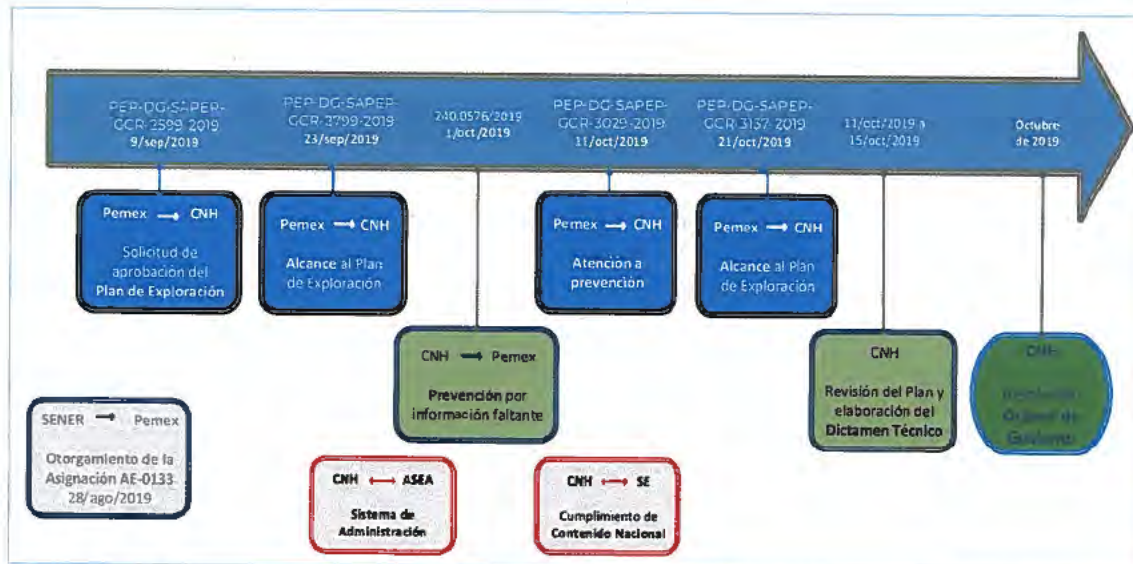 PEP-DG-SAPEP-
GCR-2599-2019
9/sep/2019
PEP-DG-SAPEP-
GCR-2799-2019
23/sep/2019
240.0576/2019
1/oct/2019
PEP-DG-SAPEP-
GCR-3029-2019
11/oct/2019
PEP-DG-SAPEP-
GCR-3137-2019
21/oct/2019
11/oct/2019 a
15/oct/2019
Octubre
de 2019
Pemex → CNH
Solicitud de
aprobación del
Plan de Exploración
Pemex → CNH
Alcance al Plan
de Exploración
Pemex → CNH
Atención a
prevención
Pemex → CNH
Alcance al Plan
de Exploración
CNH → Pemex
Prevención por
información faltante
CNH
Revisión del Plan y
elaboración del
Dictamen Técnico
CNH
Órgano de
Gobierno
SENER → Pemex
Otorgamiento de la
Asignación AE-0133
28/ago/2019
CNH ↔ ASEA
Sistema de
Administración
CNH ↔ SE
Cumplimiento de
Contenido Nacional